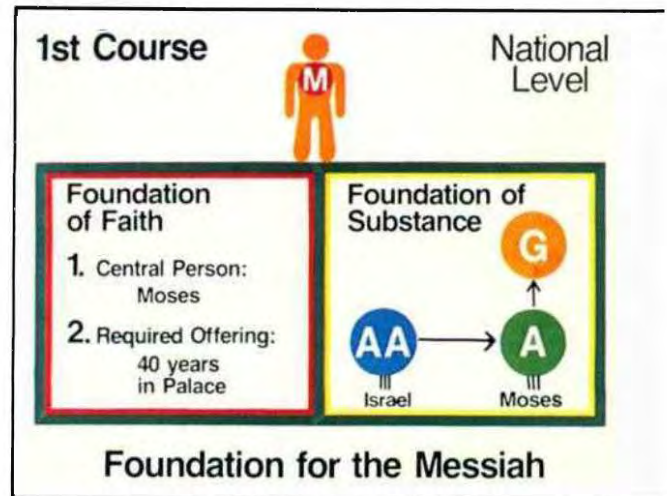 1st Course
National
Level
M
Foundation
of Faith
1. Central Person:
Moses
2. Required Offering:
40 years
in Palace
Foundation of
Substance
G
AA
A
Israel
Moses
Foundation for the Messiah